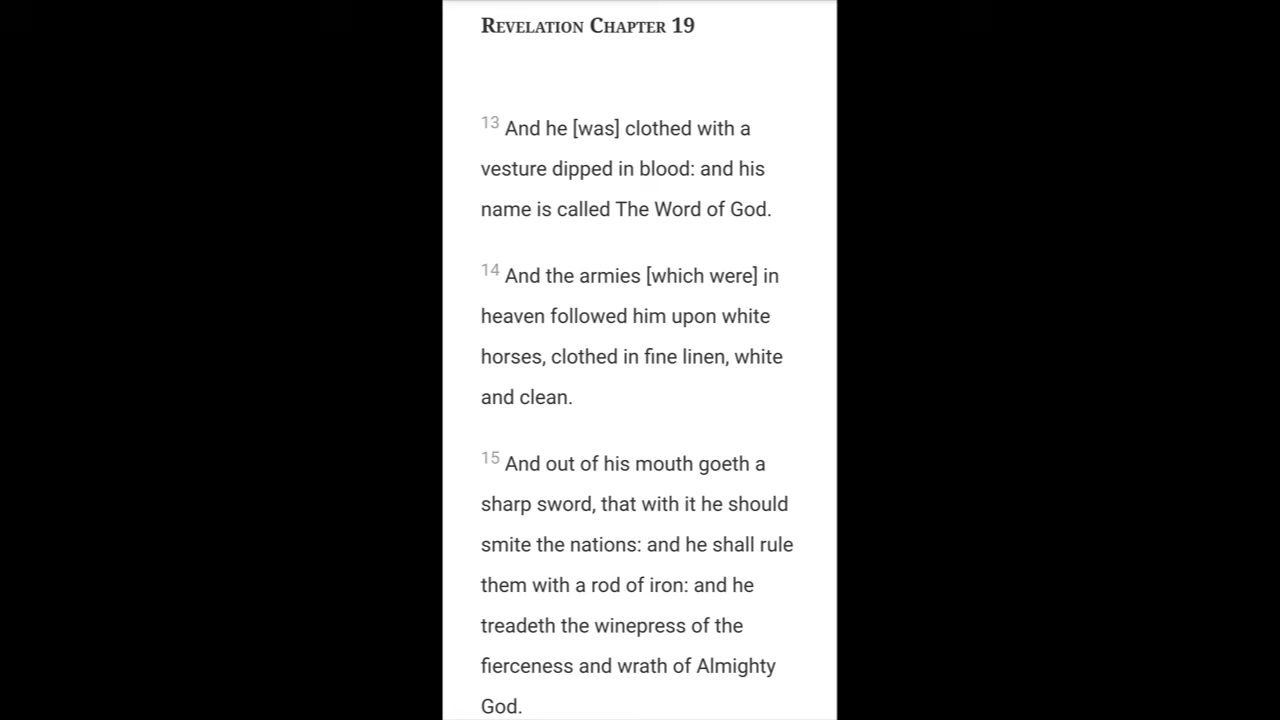 Revelation Chapter 19
13 And he [was] clothed with a
vesture dipped in blood: and his
name is called The Word of God.
14 And the armies [which were] in
heaven followed him upon white
horses, clothed in fine linen, white
and clean.
15 And out of his mouth goeth a
sharp sword, that with it he should
smite the nations: and he shall rule
them with a rod of iron: and he
treadeth the winepress of the
fierceness and wrath of Almighty
God.